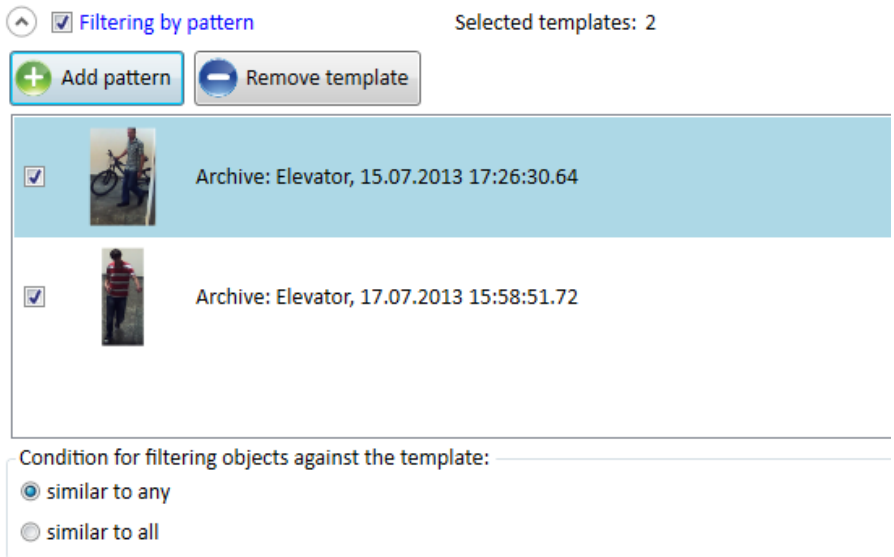 Filtering by pattern Selected templates: 2
Add pattern Remove template
Archive: Elevator, 15.07.2013 17:26:30.64
Archive: Elevator, 17.07.2013 15:58:51.72
Condition for filtering objects against the template:
similar to any
similar to all